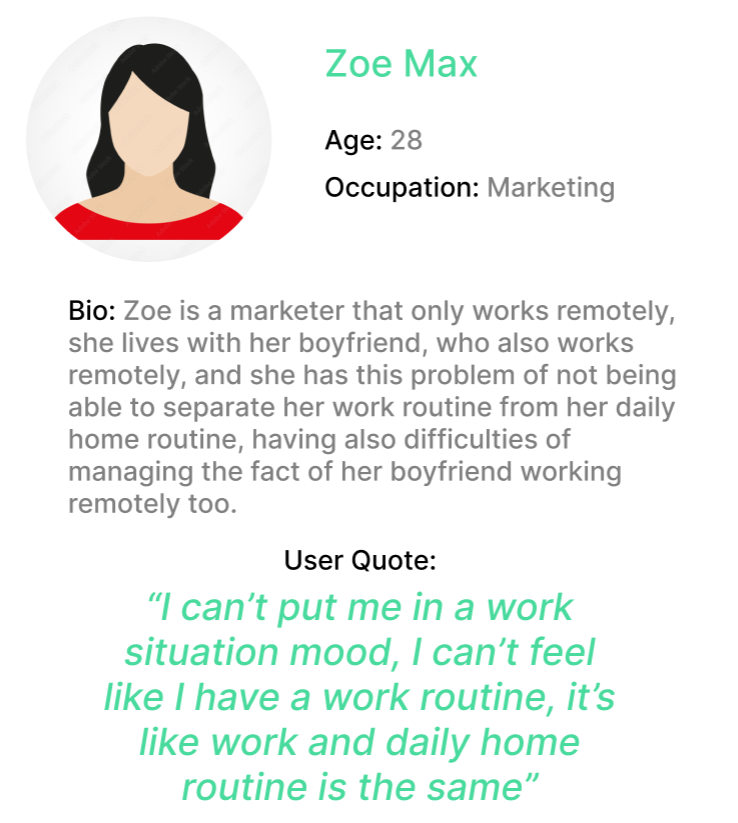 Zoe Max
Age: 28
Occupation: Marketing
Bio: Zoe is a marketer that only works remotely,
she lives with her boyfriend, who also works
remotely, and she has this problem of not being
able to separate her work routine from her daily
home routine, having also difficulties of
managing the fact of her boyfriend working
remotely too.
User Quote:
“I can’t put me in a work
situation mood, I can’t feel
like I have a work routine, it’s
like work and daily home
routine is the same”